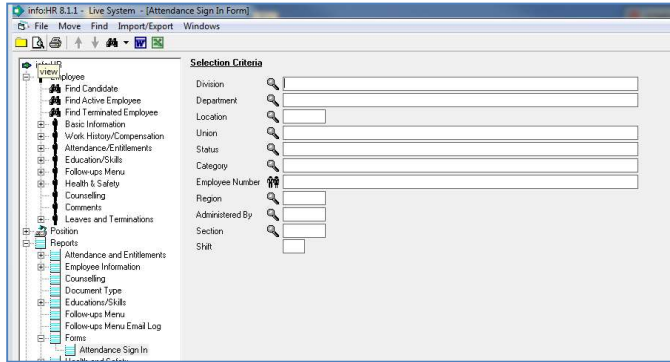 info:HR 8.1.1 - Live System - [Attendance Sign In Form]
File Move Find Import/Export Windows
view
Employee
Find Candidate
Find Active Employee
Find Terminated Employee
Basic Information
Work History/Compensation
Attendance/Entitlements
Education/Skills
Follow-ups Menu
Health & Safety
Counselling
Comments
Leaves and Terminations
Position
Reports
Attendance and Entitlements
Employee Information
Counselling
Document Type
Educations/Skills
Follow-ups Menu
Follow-ups Menu Email Log
Forms
Attendance Sign In
Selection Criteria
Division
Department
Location
Union
Status
Category
Employee Number
Region
Administered By
Section
Shift